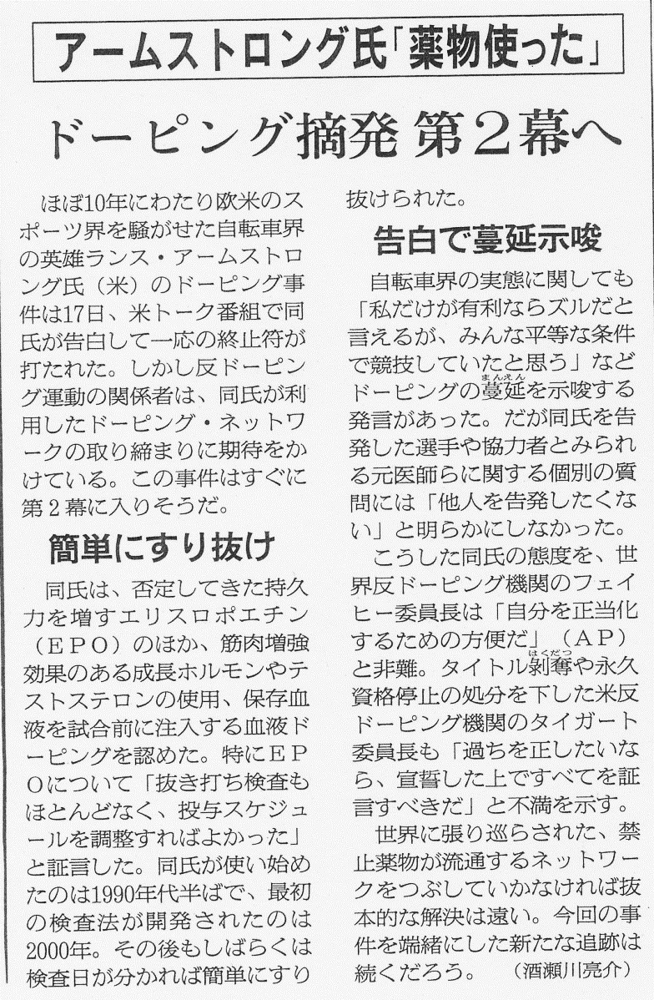 アームストロング氏「薬物使った」
ドーピング摘発 第2幕へ
ほぼ10年にわたり欧米のス
ポーツ界を騒がせた自転車界
の英雄ランス・アームストロ
ング氏（米）のドーピング事
件は17日、米トーク番組で同
氏が告白して一応の終止符が
打たれた。しかし反ドーピン
グ運動の関係者は、同氏が利
用したドーピング・ネットワ
ークの取り締まりに期待をか
けている。この事件はすぐに
第２幕に入りそうだ。
簡単にすり抜け
同氏は、否定してきた持久
力を増すエリスロポエチン
（ＥＰＯ）のほか、筋肉増強
効果のある成長ホルモンやテ
ストステロンの使用、保存血
液を試合前に注入する血液ド
ーピングを認めた。特にＥＰ
Ｏについて「抜き打ち検査も
ほとんどなく、投与スケジュ
ールを調整すればよかった」
と証言した。同氏が使い始め
たのは1990年代半ばで、最初
の検査法が開発されたのは
2000年。その後もしばらくは
検査日が分かれば簡単にすり
抜けられた。
告白で蔓延示唆
自転車界の実態に関しても
「私だけが有利ならズルだと
言えるが、みんな平等な条件
で競技していたと思う」など
まんえん
ドーピングの蔓延を示唆する
発言があった。だが同氏を告
発した選手や協力者とみられ
る元医師らに関する個別の質
問には「他人を告発したくな
い」と明らかにしなかった。
こうした同氏の態度を、世
界反ドーピング機関のフェイ
ヒー委員長は「自分を正当化
するための方便だ」（ＡＰ）
はくだつ
と非難。タイトル剝奪や永久
資格停止の処分を下した米反
ドーピング機関のタイガート
委員長も「過ちを正したいな
ら、宣誓した上ですべてを証
言すべきだ」と不満を示す。
世界に張り巡らされた、禁
止薬物が流通するネットワー
クをつぶしていかなければ抜
本的な解決は遠い。今回の事
件を端緒にした新たな追跡は
続くだろう。　（酒瀬川亮介）